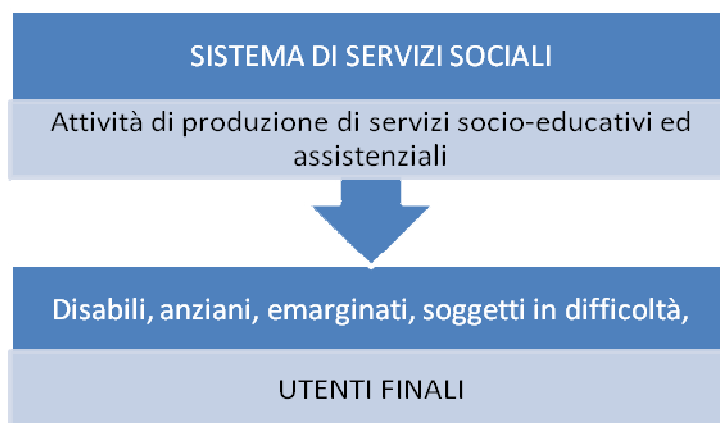 SISTEMA DI SERVIZI SOCIALI
Attività di produzione di servizi socio-educativi ed
assistenziali
Disabili, anziani, emarginati, soggetti in difficoltà,
UTENTI FINALI